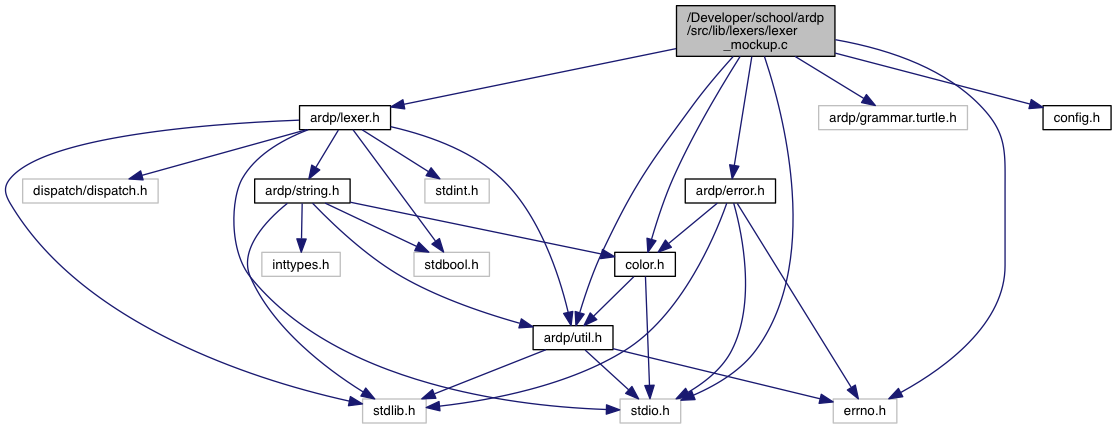 /Developer/school/ardp
/src/lib/lexers/lexer
_mockup.c
ardp/lexer.h
ardp/grammar.turtle.h
config.h
dispatch/dispatch.h
ardp/string.h
stdint.h
ardp/error.h
inttypes.h
stdbool.h
color.h
ardp/util.h
stdlib.h
stdio.h
errno.h